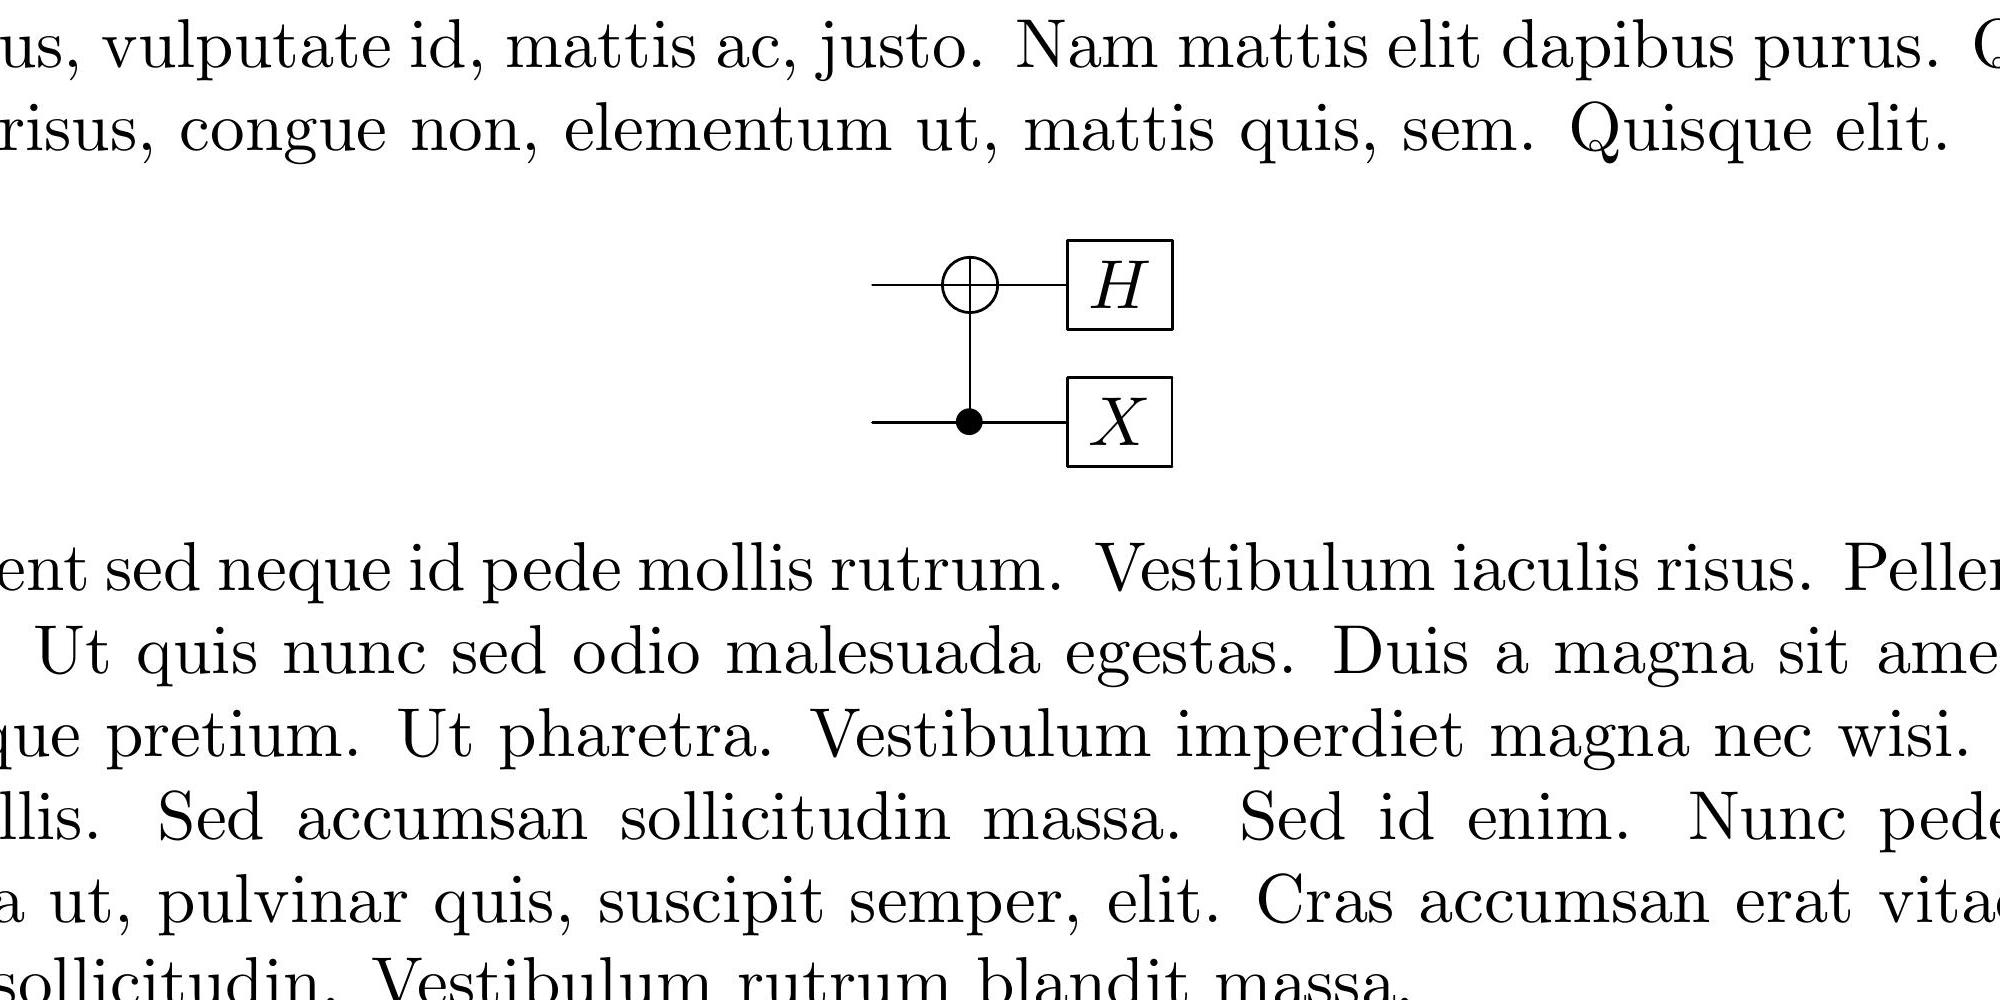 us, vulputate id, mattis ac, justo. Nam mattis elit dapibus purus.
risus, congue non, elementum ut, mattis quis, sem. Quisque elit.
H
X
ent sed neque id pede mollis rutrum. Vestibulum iaculis risus.
Ut quis nunc sed odio malesuada egestas. Duis a magna sit ame
que pretium. Ut pharetra. Vestibulum imperdiet magna nec wisi.
llis. Sed accumsan sollicitudin massa. Sed id enim. Nunc pede
a ut, pulvinar quis, suscipit semper, elit. Cras accumsan erat vitae
sollicitudin. Vestibulum rutrum blandit massa.